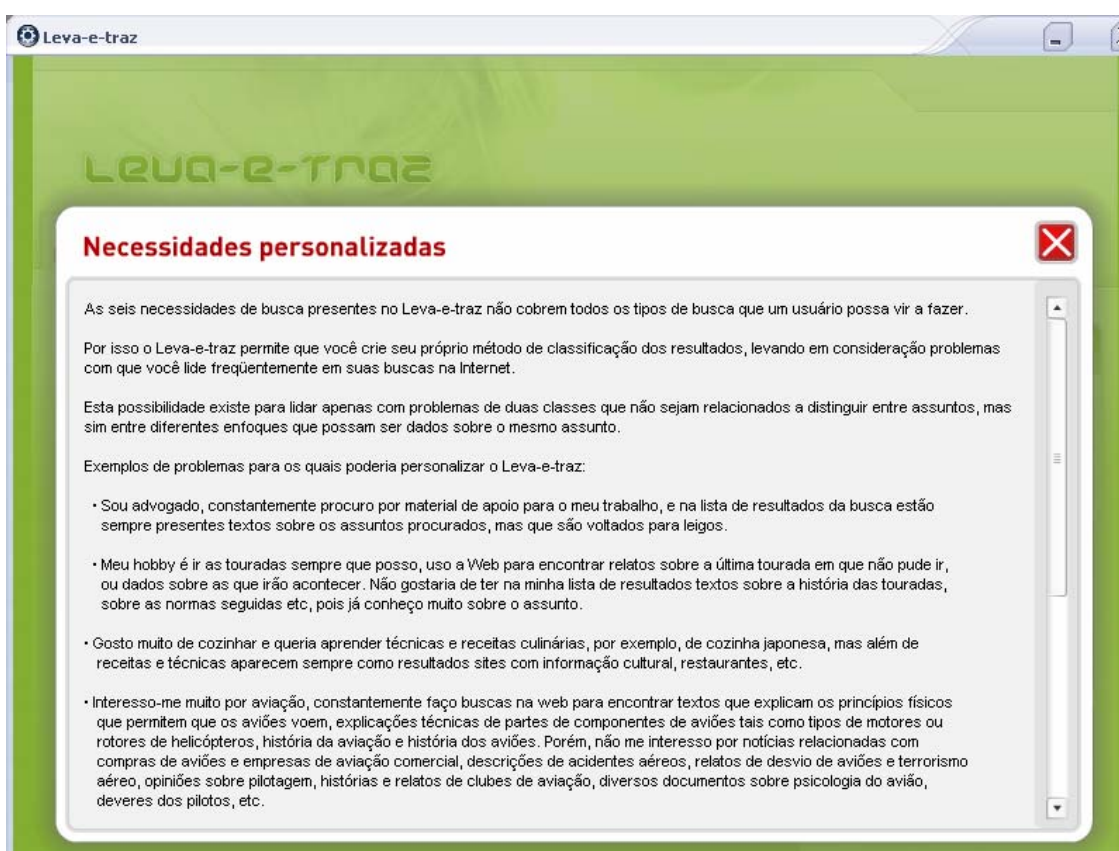 Leva-e-traz
Leva-e-traz
Necessidades personalizadas
As seis necessidades de busca presentes no Leva-e-traz não cobrem todos os tipos de busca que um usuário possa vir a fazer.
Por isso o Leva-e-traz permite que você crie seu próprio método de classificação dos resultados, levando em consideração problemas
com que você lide freqüentemente em suas buscas na Internet.
Esta possibilidade existe para lidar apenas com problemas de duas classes que não sejam relacionados a distinguir entre assuntos, mas
sim entre diferentes enfoques que possam ser dados sobre o mesmo assunto.
Exemplos de problemas para os quais poderia personalizar o Leva-e-traz:
• Sou advogado, constantemente procuro por material de apoio para o meu trabalho, e na lista de resultados da busca estão
sempre presentes textos sobre os assuntos procurados, mas que são voltados para leigos.
• Meu hobby é ir as touradas sempre que posso, uso a Web para encontrar relatos sobre a última tourada em que não pude ir,
ou dados sobre as que irão acontecer. Não gostaria de ter na minha lista de resultados textos sobre a história das touradas,
sobre as normas seguidas etc, pois já conheço muito sobre o assunto.
• Gosto muito de cozinhar e queria aprender técnicas e receitas culinárias, por exemplo, de cozinha japonesa, mas além de
receitas e técnicas aparecem sempre como resultados sites com informação cultural, restaurantes, etc.
• Interesso-me muito por aviação, constantemente faço buscas na web para encontrar textos que explicam os princípios físicos
que permitem que os aviões voem, explicações técnicas de partes de componentes de aviões tais como tipos de motores ou
rotores de helicópteros, história da aviação e história dos aviões. Porém, não me interesso por notícias relacionadas com
compras de aviões e empresas de aviação comercial, descrições de acidentes aéreos, relatos de desvio de aviões e terrorismo
aéreo, opiniões sobre pilotagem, histórias e relatos de clubes de aviação, diversos documentos sobre psicologia do avião,
deveres dos pilotos, etc.